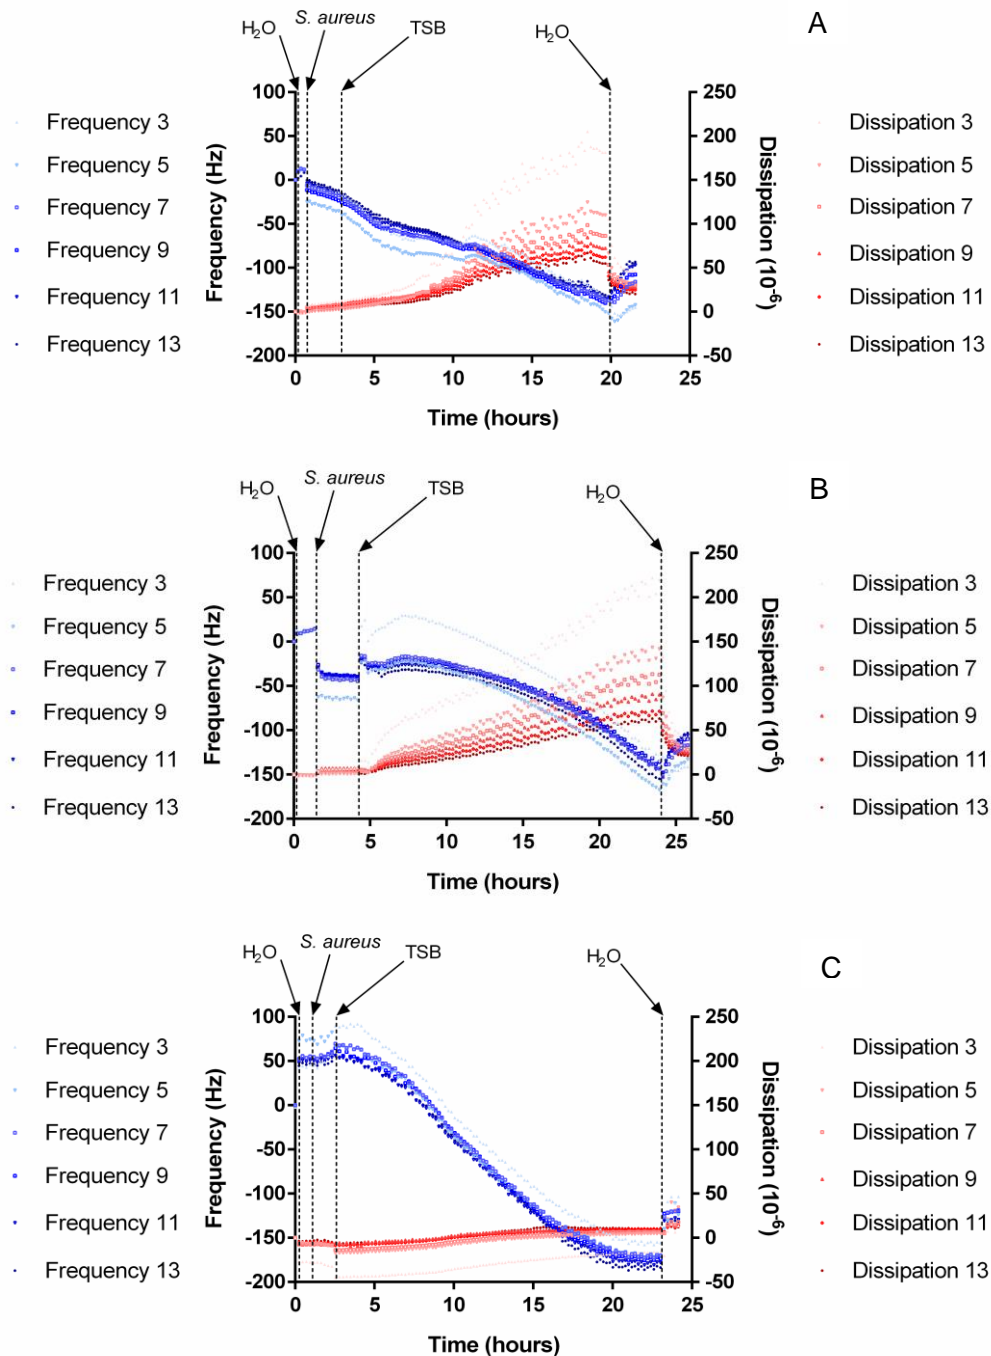 A
H₂O
S. aureus
TSB
H₂O
Frequency 3
Frequency 5
Frequency 7
Frequency 9
Frequency 11
Frequency 13
Frequency (Hz)
100
50
0
-50
-100
-150
-200
0 5 10 15 20 25
Time (hours)
250
200
150
100
50
0
-50
Dissipation (10⁻⁶)
Dissipation 3
Dissipation 5
Dissipation 7
Dissipation 9
Dissipation 11
Dissipation 13
B
H₂O
S. aureus
TSB
H₂O
Frequency 3
Frequency 5
Frequency 7
Frequency 9
Frequency 11
Frequency 13
Frequency (Hz)
100
50
0
-50
-100
-150
-200
0 5 10 15 20 25
Time (hours)
250
200
150
100
50
0
-50
Dissipation (10⁻⁶)
Dissipation 3
Dissipation 5
Dissipation 7
Dissipation 9
Dissipation 11
Dissipation 13
C
H₂O
S. aureus
TSB
H₂O
Frequency 3
Frequency 5
Frequency 7
Frequency 9
Frequency 11
Frequency 13
Frequency (Hz)
100
50
0
-50
-100
-150
-200
0 5 10 15 20 25
Time (hours)
250
200
150
100
50
0
-50
Dissipation (10⁻⁶)
Dissipation 3
Dissipation 5
Dissipation 7
Dissipation 9
Dissipation 11
Dissipation 13